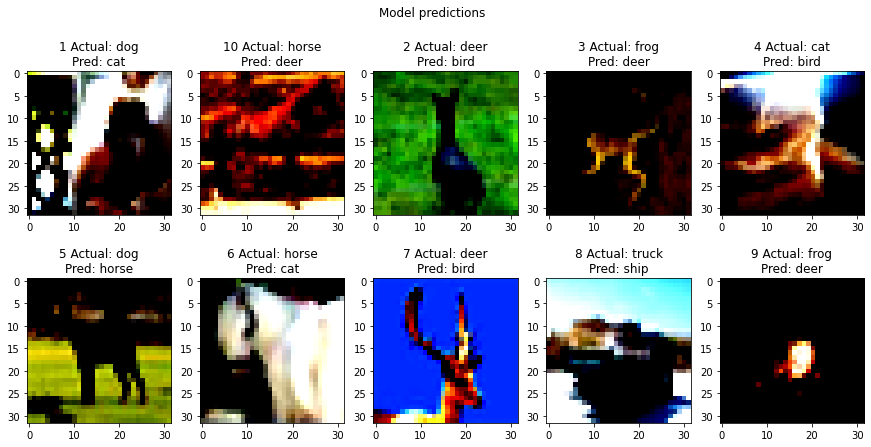 Model predictions
1 Actual: dog
Pred: cat
10 Actual: horse
Pred: deer
2 Actual: deer
Pred: bird
3 Actual: frog
Pred: deer
4 Actual: cat
Pred: bird
0
5
10
15
20
25
30
0 10 20 30
0
5
10
15
20
25
30
0 10 20 30
0
5
10
15
20
25
30
0 10 20 30
0
5
10
15
20
25
30
0 10 20 30
0
5
10
15
20
25
30
0 10 20 30
5 Actual: dog
Pred: horse
6 Actual: horse
Pred: cat
7 Actual: deer
Pred: bird
8 Actual: truck
Pred: ship
9 Actual: frog
Pred: deer
0
5
10
15
20
25
30
0 10 20 30
0
5
10
15
20
25
30
0 10 20 30
0
5
10
15
20
25
30
0 10 20 30
0
5
10
15
20
25
30
0 10 20 30
0
5
10
15
20
25
30
0 10 20 30